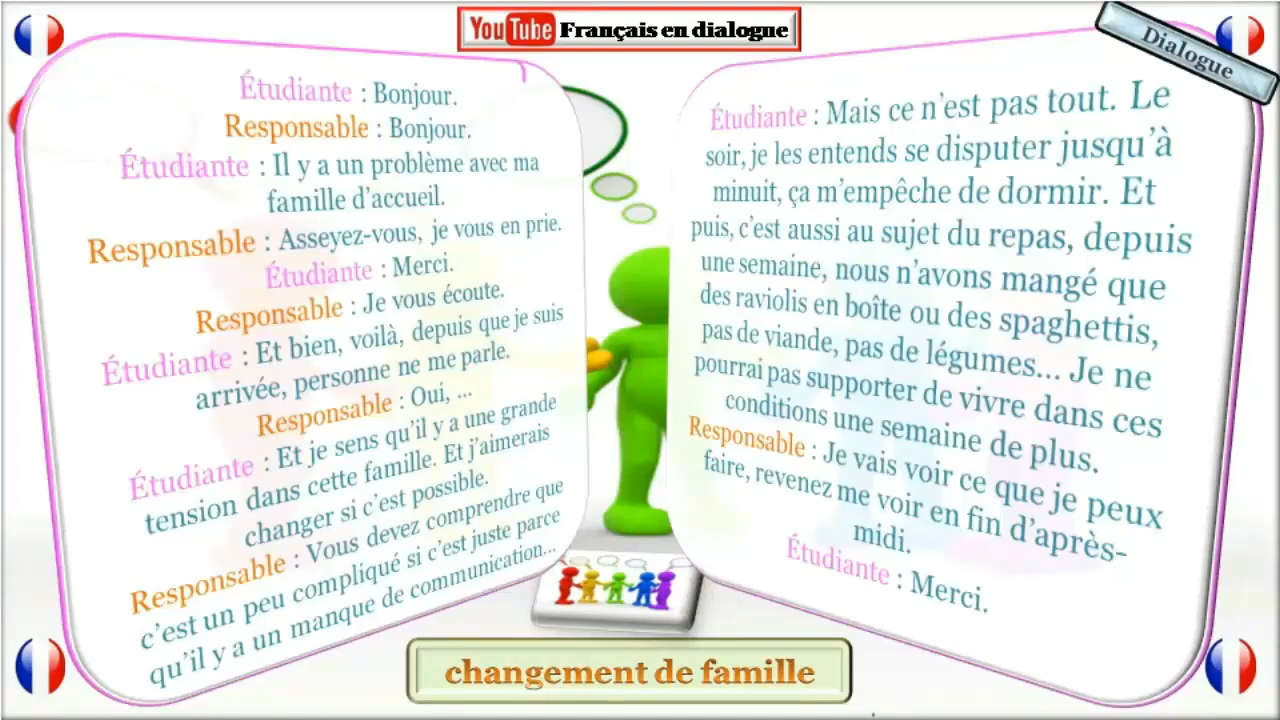 YouTube Français en dialogue
Dialogue
Étudiante : Bonjour.
Responsable : Bonjour.
Étudiante : Il y a un problème avec ma
famille d'accueil.
Responsable : Asseyez-vous, je vous en prie.
Étudiante : Merci.
Responsable : Je vous écoute.
Étudiante : Et bien, voilà, depuis que je suis
arrivée, personne ne me parle.
Responsable : Oui, ...
Étudiante : Et je sens qu'il y a une grande
tension dans cette famille. Et j'aimerais
changer si c'est possible.
Responsable : Vous devez comprendre que
c'est un peu compliqué si c'est juste parce
qu'il y a un manque de communication...
Étudiante : Mais ce n'est pas tout. Le
soir, je les entends se disputer jusqu'à
minuit, ça m'empêche de dormir. Et
puis, c'est aussi au sujet du repas, depuis
une semaine, nous n'avons mangé que
des raviolis en boîte ou des spaghettis,
pas de viande, pas de légumes... Je ne
pourrai pas supporter de vivre dans ces
conditions une semaine de plus.
Responsable : Je vais voir ce que je peux
faire, revenez me voir en fin d'après-
midi.
Étudiante : Merci.
changement de famille